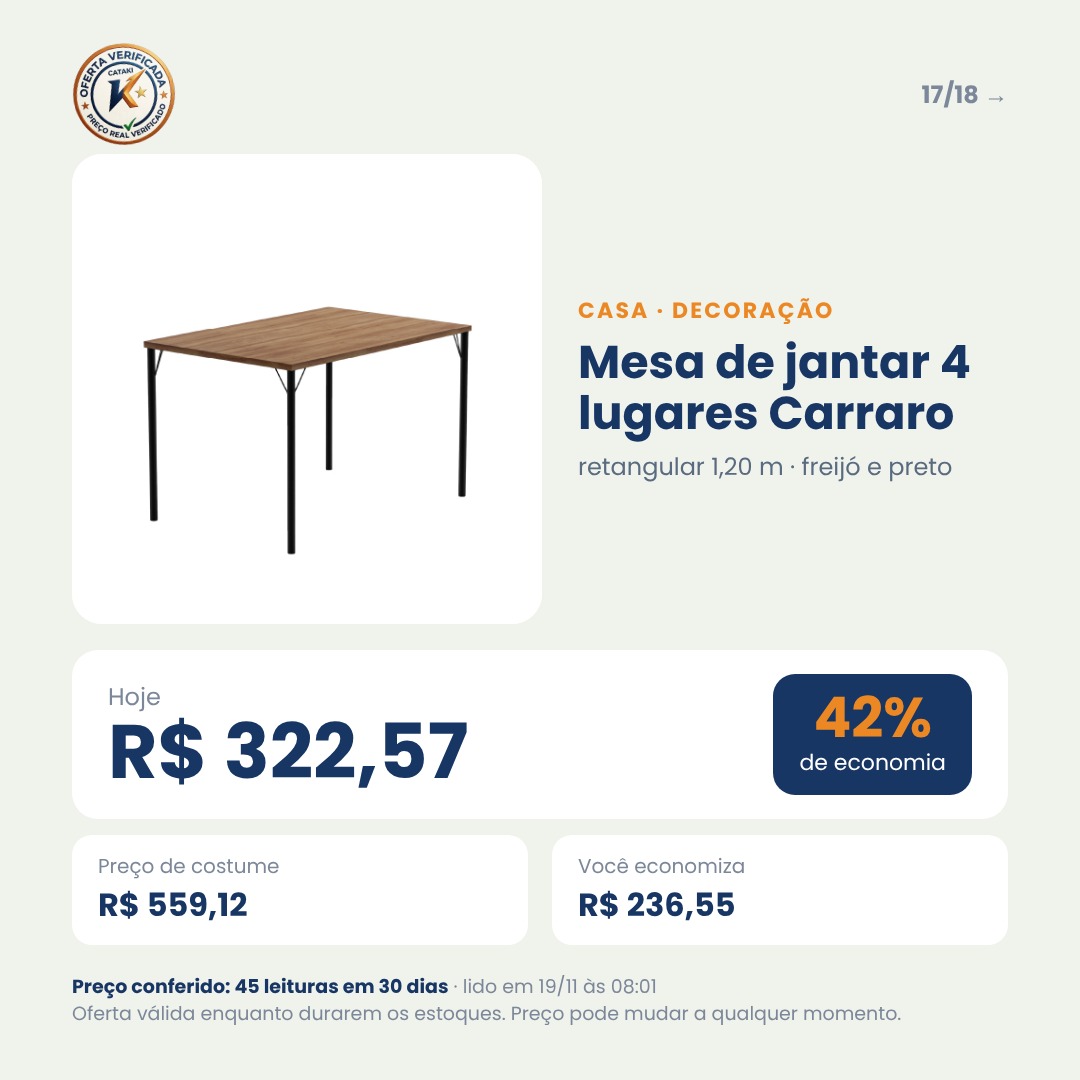 OFERTA VERIFICADA
CATAKI
K
PREÇO REAL VERIFICADO
17/18 →
CASA · DECORAÇÃO
Mesa de jantar 4
lugares Carraro
retangular 1,20 m · freijó e preto
Hoje
R$ 322,57
42%
de economia
Preço de costume
R$ 559,12
Você economiza
R$ 236,55
Preço conferido: 45 leituras em 30 dias · lido em 19/11 às 08:01
Oferta válida enquanto durarem os estoques. Preço pode mudar a qualquer momento.